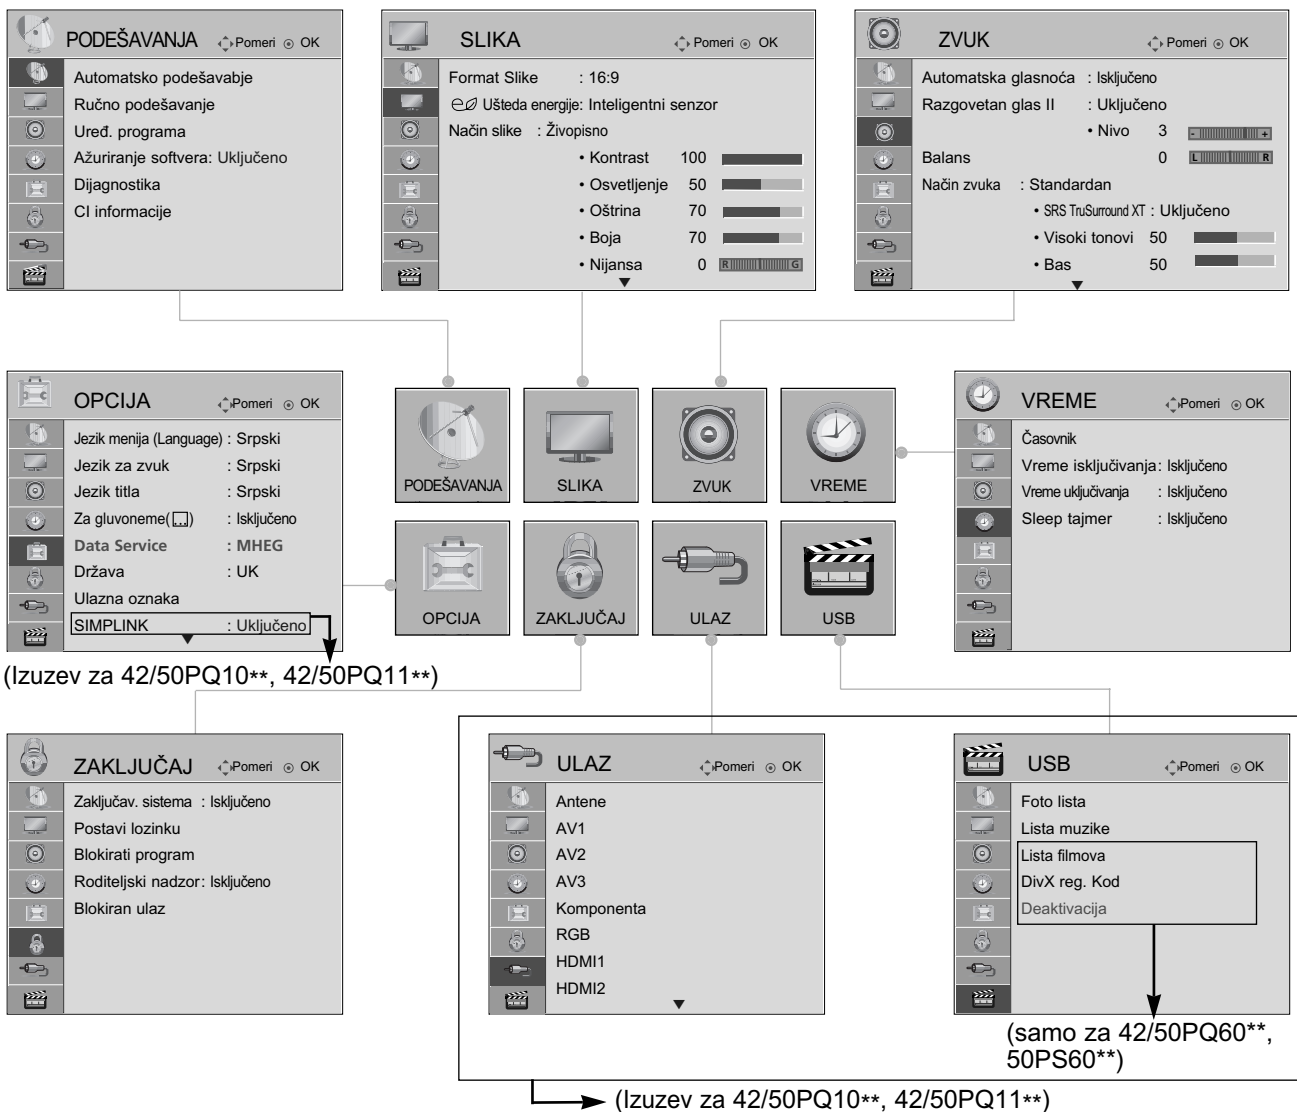 PODEŠAVANJA Pomeri OK
Automatsko podešavabje
Ručno podešavanje
Uređ. programa
Ažuriranje softvera: Uključeno
Dijagnostika
CI informacije
SLIKA Pomeri OK
Format Slike : 16:9
Ušteda energije: Inteligentni senzor
Način slike : Živopisno
• Kontrast 100
• Osvetljenje 50
• Oštrina 70
• Boja 70
• Nijansa 0 R G
ZVUK Pomeri OK
Automatska glasnoća : Isključeno
Razgovetan glas II : Uključeno
• Nivo 3 - +
Balans 0 L R
Način zvuka : Standardan
• SRS TruSurround XT : Uključeno
• Visoki tonovi 50
• Bas 50
OPCIJA Pomeri OK
Jezik menija (Language) : Srpski
Jezik za zvuk : Srpski
Jezik titla : Srpski
Za gluvoneme( ) : Isključeno
Data Service : MHEG
Država : UK
Ulazna oznaka
SIMPLINK : Uključeno
(Izuzev za 42/50PQ10**, 42/50PQ11**)
PODEŠAVANJA
SLIKA
ZVUK
VREME
OPCIJA
ZAKLJUČAJ
ULAZ
USB
VREME Pomeri OK
Časovnik
Vreme isključivanja: Isključeno
Vreme uključivanja : Isključeno
Sleep tajmer : Isključeno
ZAKLJUČAJ Pomeri OK
Zaključav. sistema : Isključeno
Postavi lozinku
Blokirati program
Roditeljski nadzor: Isključeno
Blokiran ulaz
ULAZ Pomeri OK
Antene
AV1
AV2
AV3
Komponenta
RGB
HDMI1
HDMI2
USB Pomeri OK
Foto lista
Lista muzike
Lista filmova
DivX reg. Kod
Deaktivacija
(samo za 42/50PQ60**,
50PS60**)
(Izuzev za 42/50PQ10**, 42/50PQ11**)